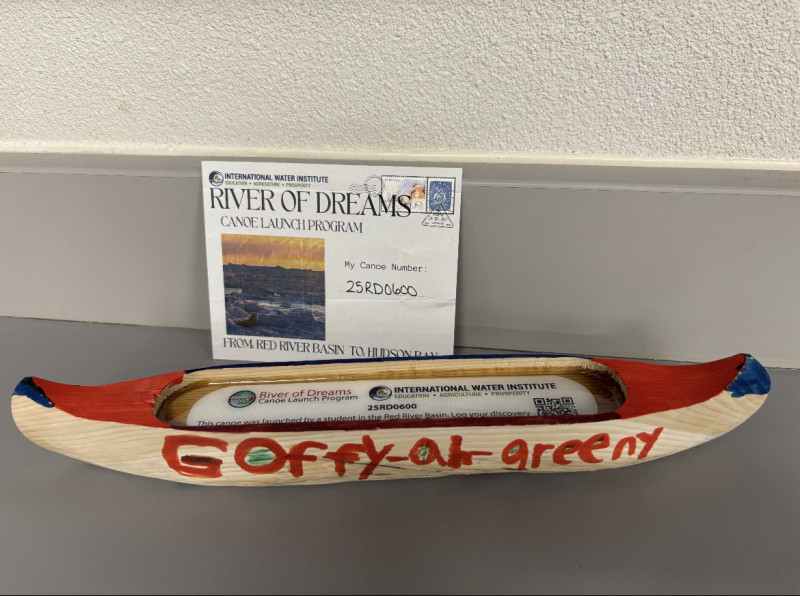 INTERNATIONAL WATER INSTITUTE
EDUCATION • AGRICULTURE • PROSPERITY
RIVER OF DREAMS
CANOE LAUNCH PROGRAM
My Canoe Number:
25RD0600
FROM RED RIVER BASIN TO HUDSON BAY
River of Dreams
Canoe Launch Program
INTERNATIONAL WATER INSTITUTE
EDUCATION • AGRICULTURE • PROSPERITY
25RD0600
This canoe was launched by a student in the Red River Basin. Log your discovery
GOffy-ah-greeny